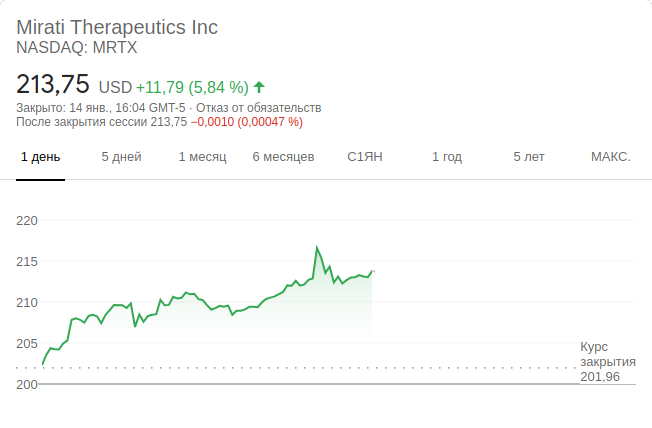 Mirati Therapeutics Inc
NASDAQ: MRTX
213,75 USD +11,79 (5,84 %)
Закрыто: 14 янв., 16:04 GMT-5 · Отказ от обязательств
После закрытия сессии 213,75 −0,0010 (0,00047 %)
1 день 5 дней 1 месяц 6 месяцев С1ЯН 1 год 5 лет МАКС.
220
215
210
205
200
Курс
закрытия
201,96